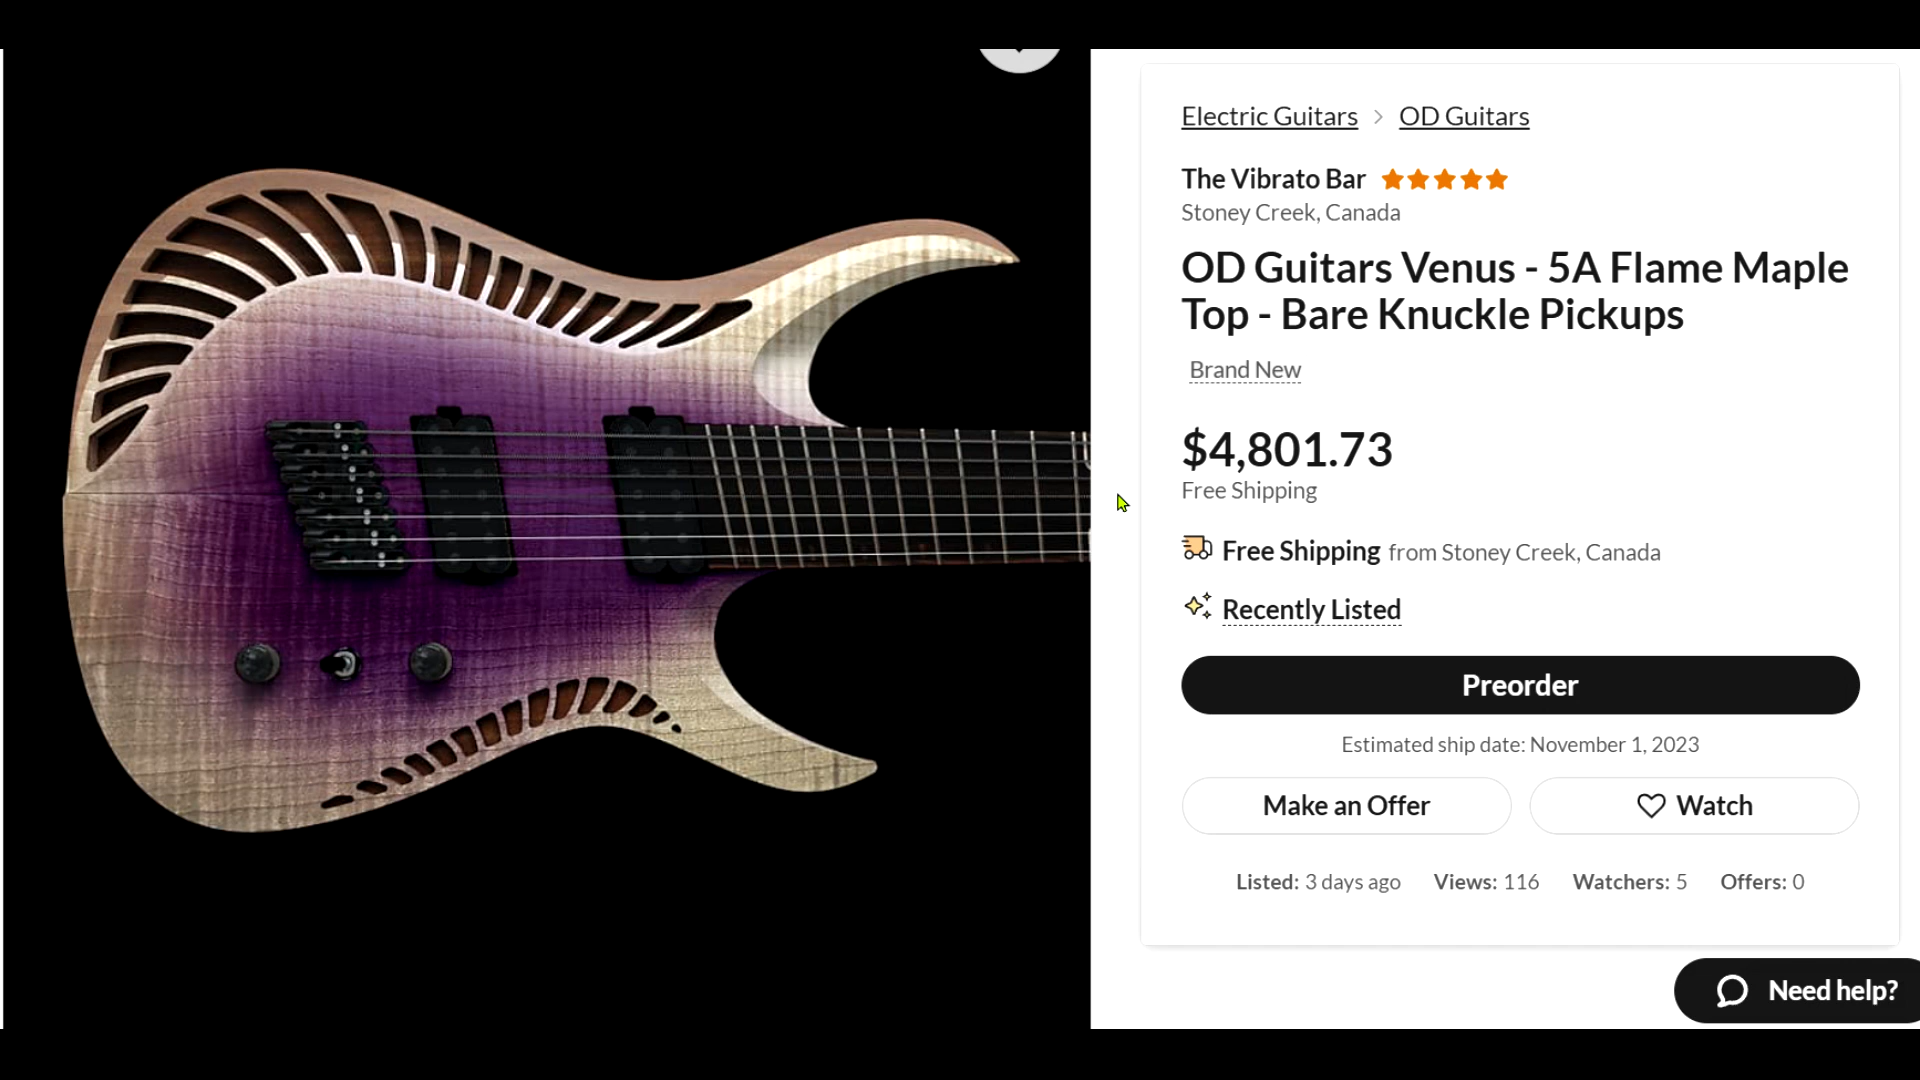 Electric Guitars > OD Guitars
The Vibrato Bar
Stoney Creek, Canada
OD Guitars Venus - 5A Flame Maple
Top - Bare Knuckle Pickups
Brand New
$4,801.73
Free Shipping
Free Shipping from Stoney Creek, Canada
Recently Listed
Preorder
Estimated ship date: November 1, 2023
Make an Offer
Watch
Listed: 3 days ago Views: 116 Watchers: 5 Offers: 0
Need help?